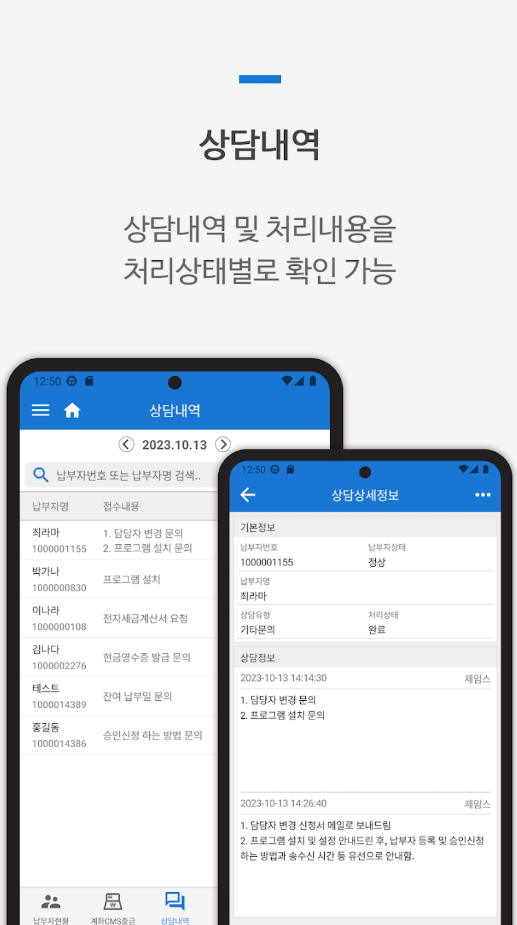 상담내역
상담내역 및 처리내용을
처리상태별로 확인 가능
12:50
상담내역
2023.10.13
납부자번호 또는 납부자명 검색..
납부자명 접수내용
최라마
1000001155
1. 담당자 변경 문의
2. 프로그램 설치 문의
박가나
1000000830
프로그램 설치
이나라
1000000108
전자세금계산서 요청
김나다
1000002276
현금영수증 발급 문의
테스트
1000014389
잔여 납부일 문의
홍길동
1000014386
승인신청 하는 방법 문의
납부자현황 계좌CMS출금 상담내역
12:50
상담상세정보
기본정보
납부자번호 납부자상태
1000001155 정상
납부자명
최라마
상담유형 처리상태
기타문의 완료
상담정보
2023-10-13 14:14:30 제임스
1. 담당자 변경 문의
2. 프로그램 설치 문의
2023-10-13 14:26:40 제임스
1. 담당자 변경 신청서 메일로 보내드림
2. 프로그램 설치 및 설정 안내드린 후, 납부자 등록 및 승인신청
하는 방법과 송수신 시간 등 유선으로 안내함.